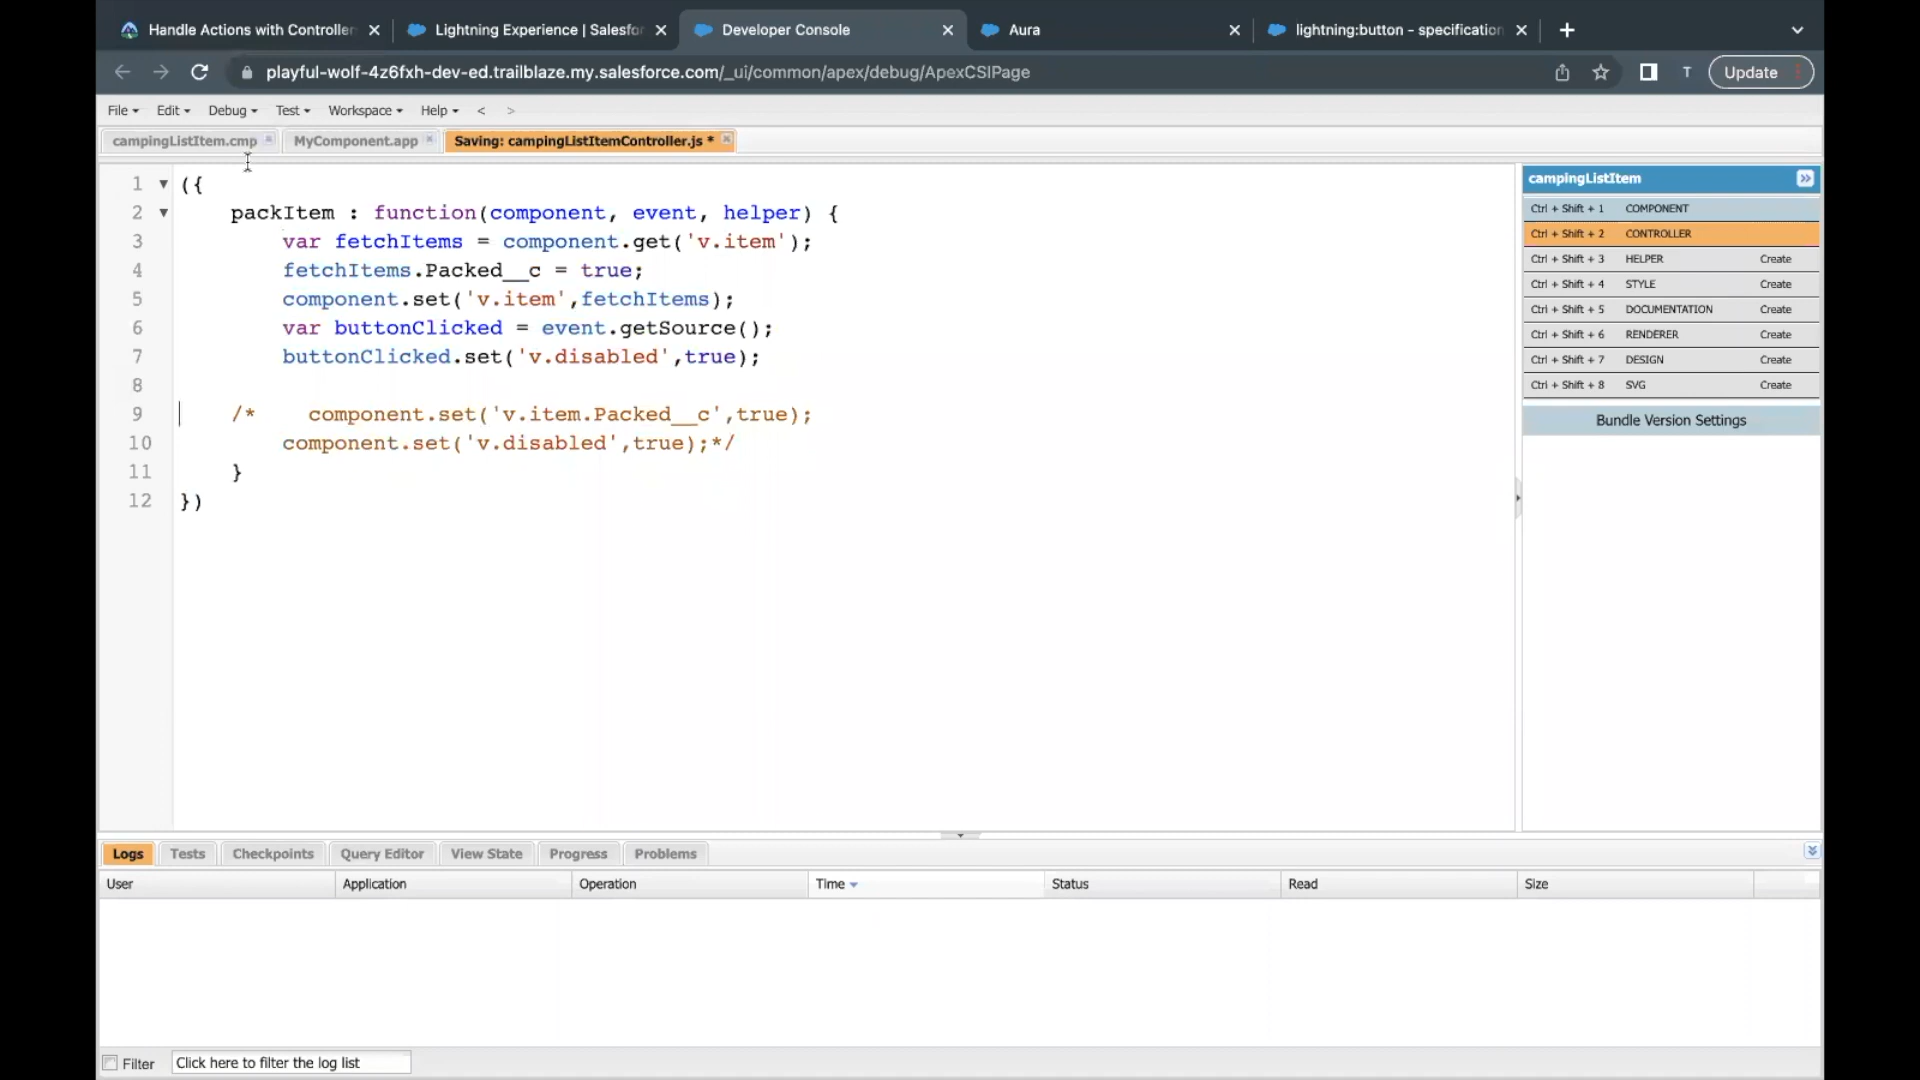 Handle Actions with Controller
Lightning Experience | Salesfor
Developer Console
Aura
lightning:button - specification
playful-wolf-4z6fxh-dev-ed.trailblaze.my.salesforce.com/_ui/common/apex/debug/ApexCSIPage
T
Update
File Edit Debug Test Workspace Help < >
campingListItem.cmp MyComponent.app Saving: campingListItemController.js *
1 ({
2 packItem : function(component, event, helper) {
3 var fetchItems = component.get('v.item');
4 fetchItems.Packed__c = true;
5 component.set('v.item',fetchItems);
6 var buttonClicked = event.getSource();
7 buttonClicked.set('v.disabled',true);
8
9 /* component.set('v.item.Packed__c',true);
10 component.set('v.disabled',true);*/
11 }
12 })
campingListItem
Ctrl + Shift + 1 COMPONENT
Ctrl + Shift + 2 CONTROLLER
Ctrl + Shift + 3 HELPER Create
Ctrl + Shift + 4 STYLE Create
Ctrl + Shift + 5 DOCUMENTATION Create
Ctrl + Shift + 6 RENDERER Create
Ctrl + Shift + 7 DESIGN Create
Ctrl + Shift + 8 SVG Create
Bundle Version Settings
Logs Tests Checkpoints Query Editor View State Progress Problems
User Application Operation Time Status Read Size
Filter Click here to filter the log list